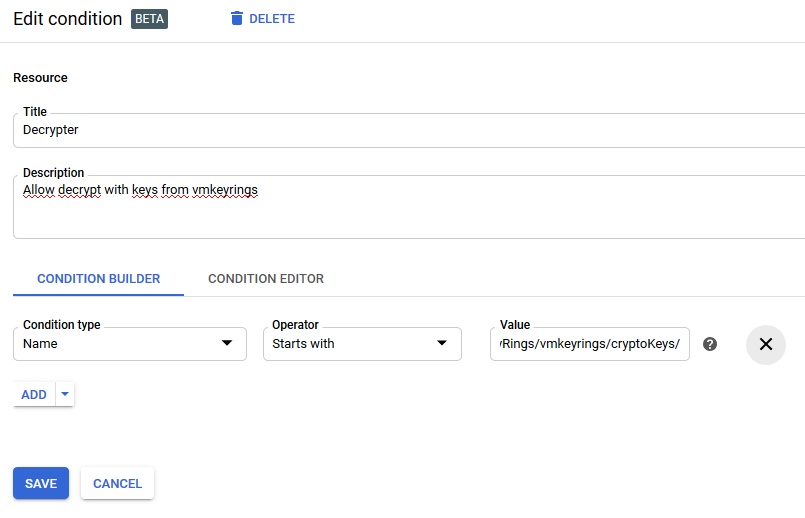 Edit condition BETA DELETE
Resource
Title
Decrypter
Description
Allow decrypt with keys from vmkeyrings
CONDITION BUILDER CONDITION EDITOR
Condition type Operator Value
Name Starts with yRings/vmkeyrings/cryptoKeys/
ADD
SAVE CANCEL